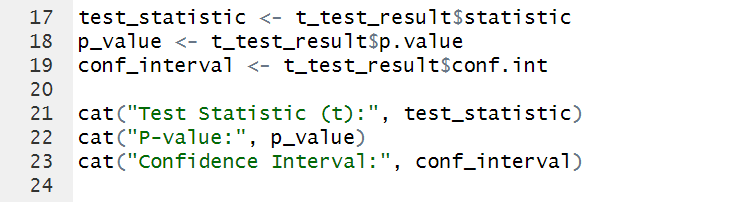 17 test_statistic <- t_test_result$statistic
18 p_value <- t_test_result$p.value
19 conf_interval <- t_test_result$conf.int
20
21 cat("Test Statistic (t):", test_statistic)
22 cat("P-value:", p_value)
23 cat("Confidence Interval:", conf_interval)
24